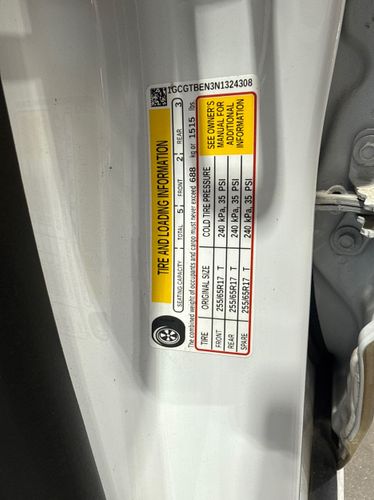 1GCGTBEN3N1324308
TIRE AND LOADING INFORMATION
SEATING CAPACITY TOTAL 5 FRONT 2 REAR 3
The combined weight of occupants and cargo must never exceed 688 kg or 1515 lbs.
TIRE ORIGINAL SIZE COLD TIRE PRESSURE
FRONT 255/65R17 T 240 kPa, 35 PSI
REAR 255/65R17 T 240 kPa, 35 PSI
SPARE 255/65R17 T 240 kPa, 35 PSI
SEE OWNER'S
MANUAL FOR
ADDITIONAL
INFORMATION